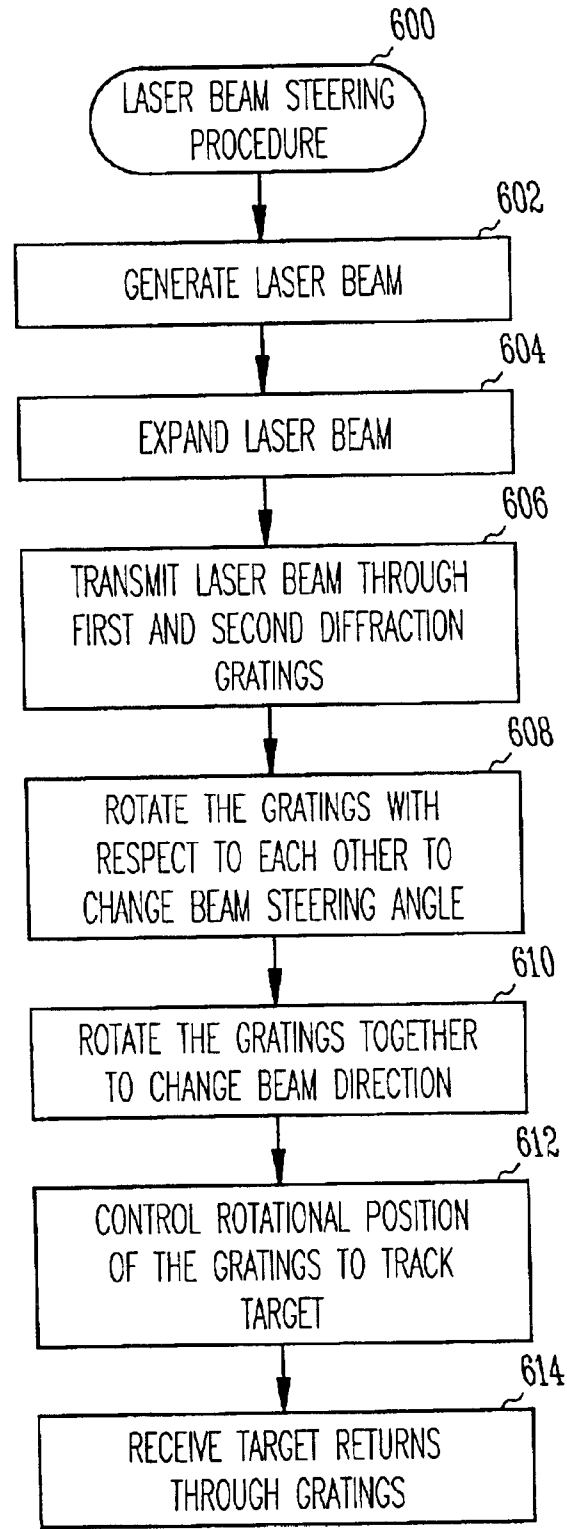 600
LASER BEAM STEERING
PROCEDURE
602
GENERATE LASER BEAM
604
EXPAND LASER BEAM
606
TRANSMIT LASER BEAM THROUGH
FIRST AND SECOND DIFFRACTION
GRATINGS
608
ROTATE THE GRATINGS WITH
RESPECT TO EACH OTHER TO
CHANGE BEAM STEERING ANGLE
610
ROTATE THE GRATINGS TOGETHER
TO CHANGE BEAM DIRECTION
612
CONTROL ROTATIONAL POSITION
OF THE GRATINGS TO TRACK
TARGET
614
RECEIVE TARGET RETURNS
THROUGH GRATINGS